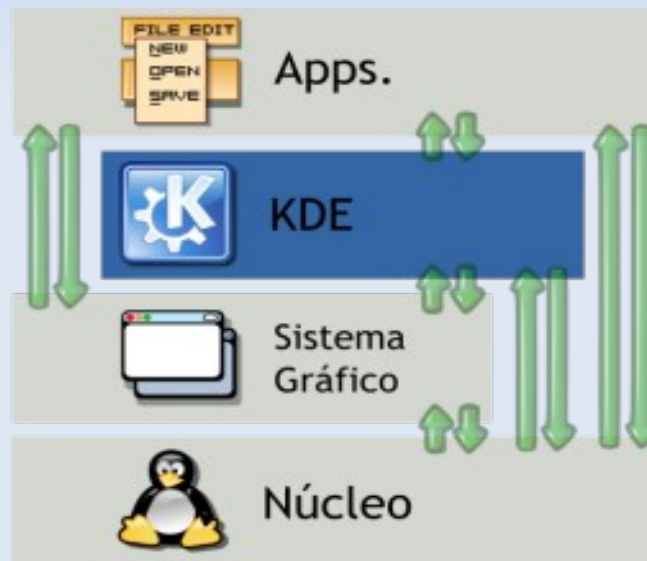 FILE EDIT
NEW
OPEN
SAVE
Apps.
K
KDE
Sistema
Gráfico
Núcleo